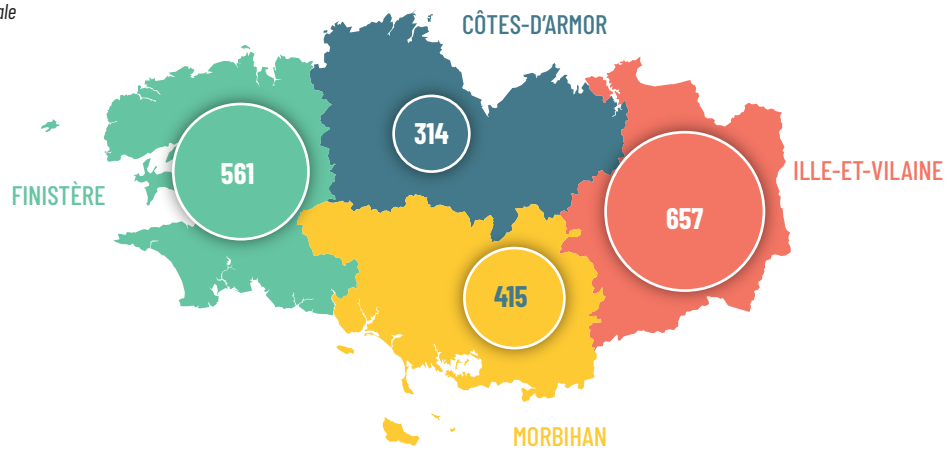 CÔTES-D'ARMOR
314
561
ILLE-ET-VILAINE
FINISTÈRE
657
415
MORBIHAN